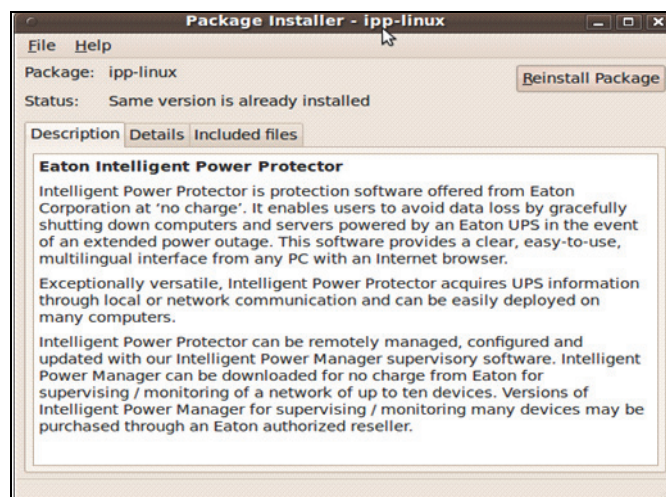 Package Installer - ipp-linux
File Help
Package: ipp-linux
Reinstall Package
Status: Same version is already installed
Description Details Included files
Eaton Intelligent Power Protector
Intelligent Power Protector is protection software offered from Eaton
Corporation at ‘no charge’. It enables users to avoid data loss by gracefully
shutting down computers and servers powered by an Eaton UPS in the event
of an extended power outage. This software provides a clear, easy-to-use,
multilingual interface from any PC with an Internet browser.
Exceptionally versatile, Intelligent Power Protector acquires UPS information
through local or network communication and can be easily deployed on
many computers.
Intelligent Power Protector can be remotely managed, configured and
updated with our Intelligent Power Manager supervisory software. Intelligent
Power Manager can be downloaded for no charge from Eaton for
supervising / monitoring of a network of up to ten devices. Versions of
Intelligent Power Manager for supervising / monitoring many devices may be
purchased through an Eaton authorized reseller.